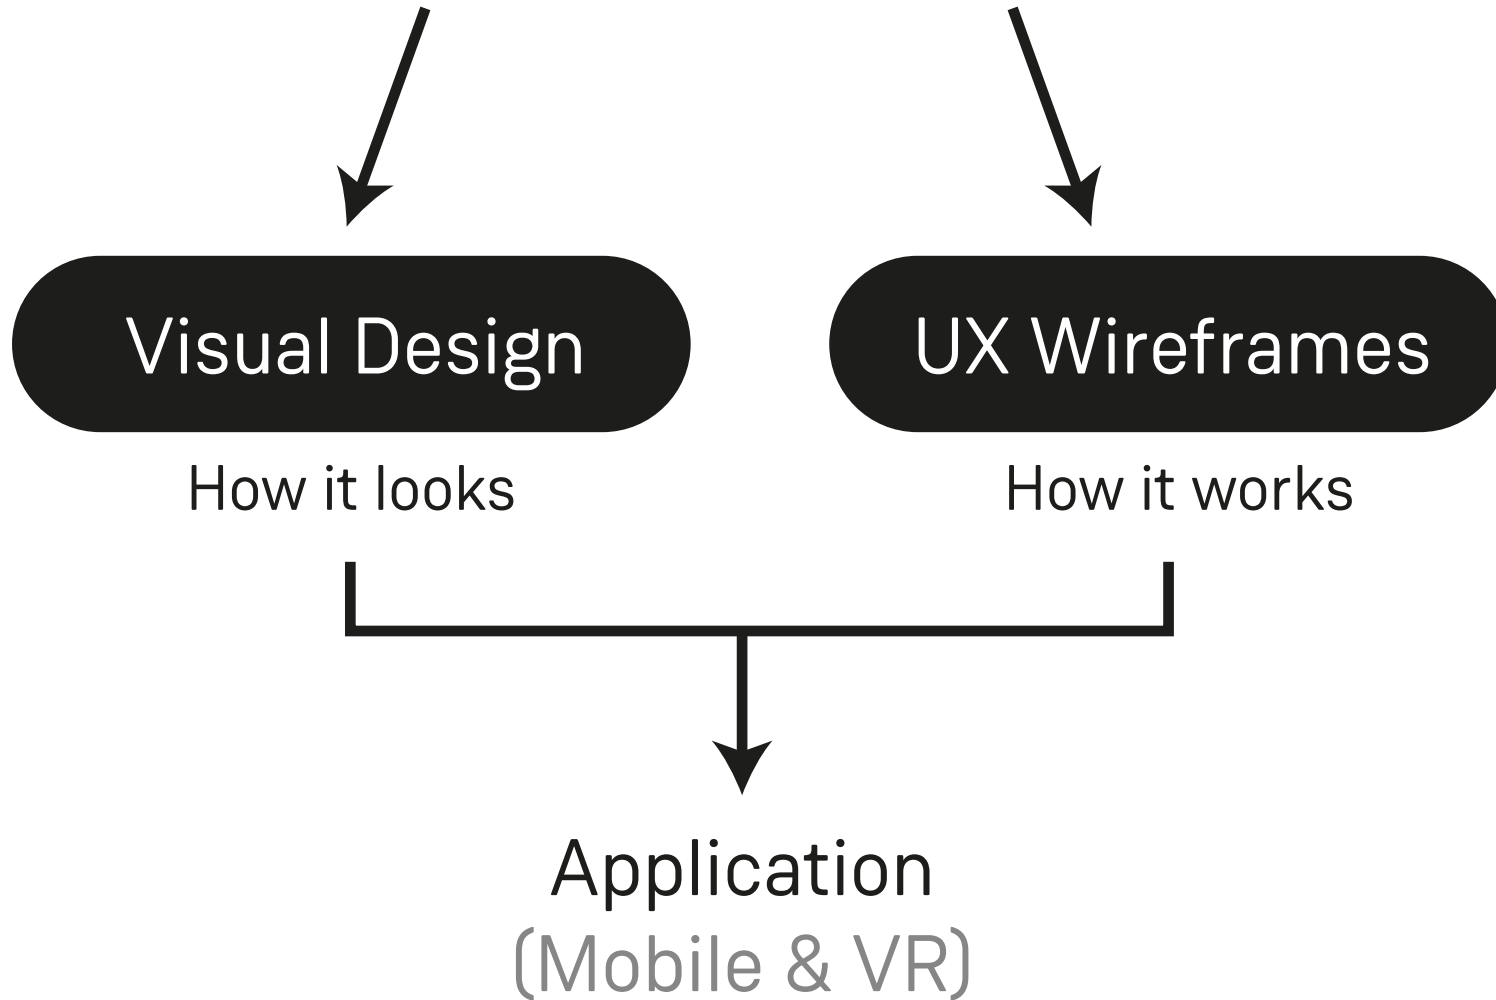 Visual Design
UX Wireframes
How it looks
How it works
Application
(Mobile & VR)